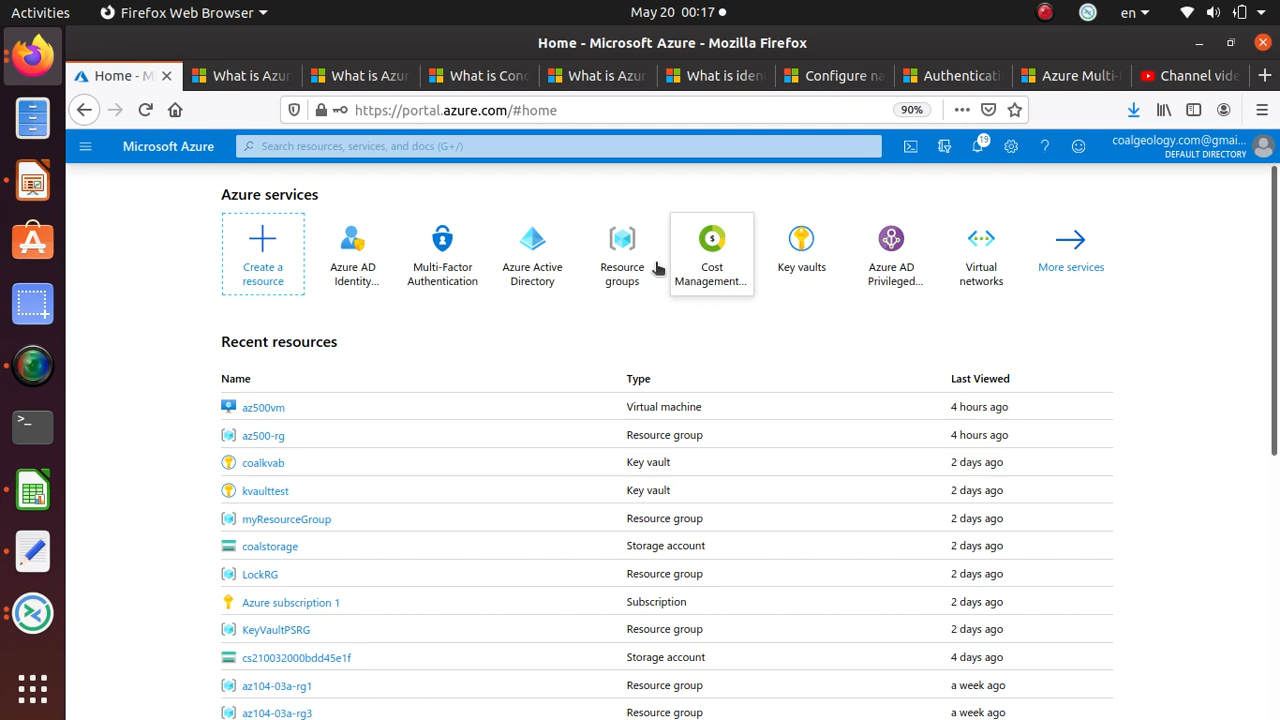 Activities
Firefox Web Browser
May 20 00:17
en
Home - Microsoft Azure - Mozilla Firefox
Home - M
What is Azu
What is Azur
What is Con
What is Azu
What is iden
Configure na
Authenticati
Azure Multi-
Channel vide
https://portal.azure.com/#home
90%
Microsoft Azure
Search resources, services, and docs (G+/)
19
coalgeology.com@gmai...
DEFAULT DIRECTORY
Azure services
Create a resource
Azure AD Identity...
Multi-Factor Authentication
Azure Active Directory
Resource groups
Cost Management...
Key vaults
Azure AD Privileged...
Virtual networks
More services
Recent resources
Name Type Last Viewed
az500vm Virtual machine 4 hours ago
az500-rg Resource group 4 hours ago
coalkvab Key vault 2 days ago
kvaulttest Key vault 2 days ago
myResourceGroup Resource group 2 days ago
coalstorage Storage account 2 days ago
LockRG Resource group 2 days ago
Azure subscription 1 Subscription 2 days ago
KeyVaultPSRG Resource group 2 days ago
cs210032000bdd45e1f Storage account 4 days ago
az104-03a-rg1 Resource group a week ago
az104-03a-rg3 Resource group a week ago